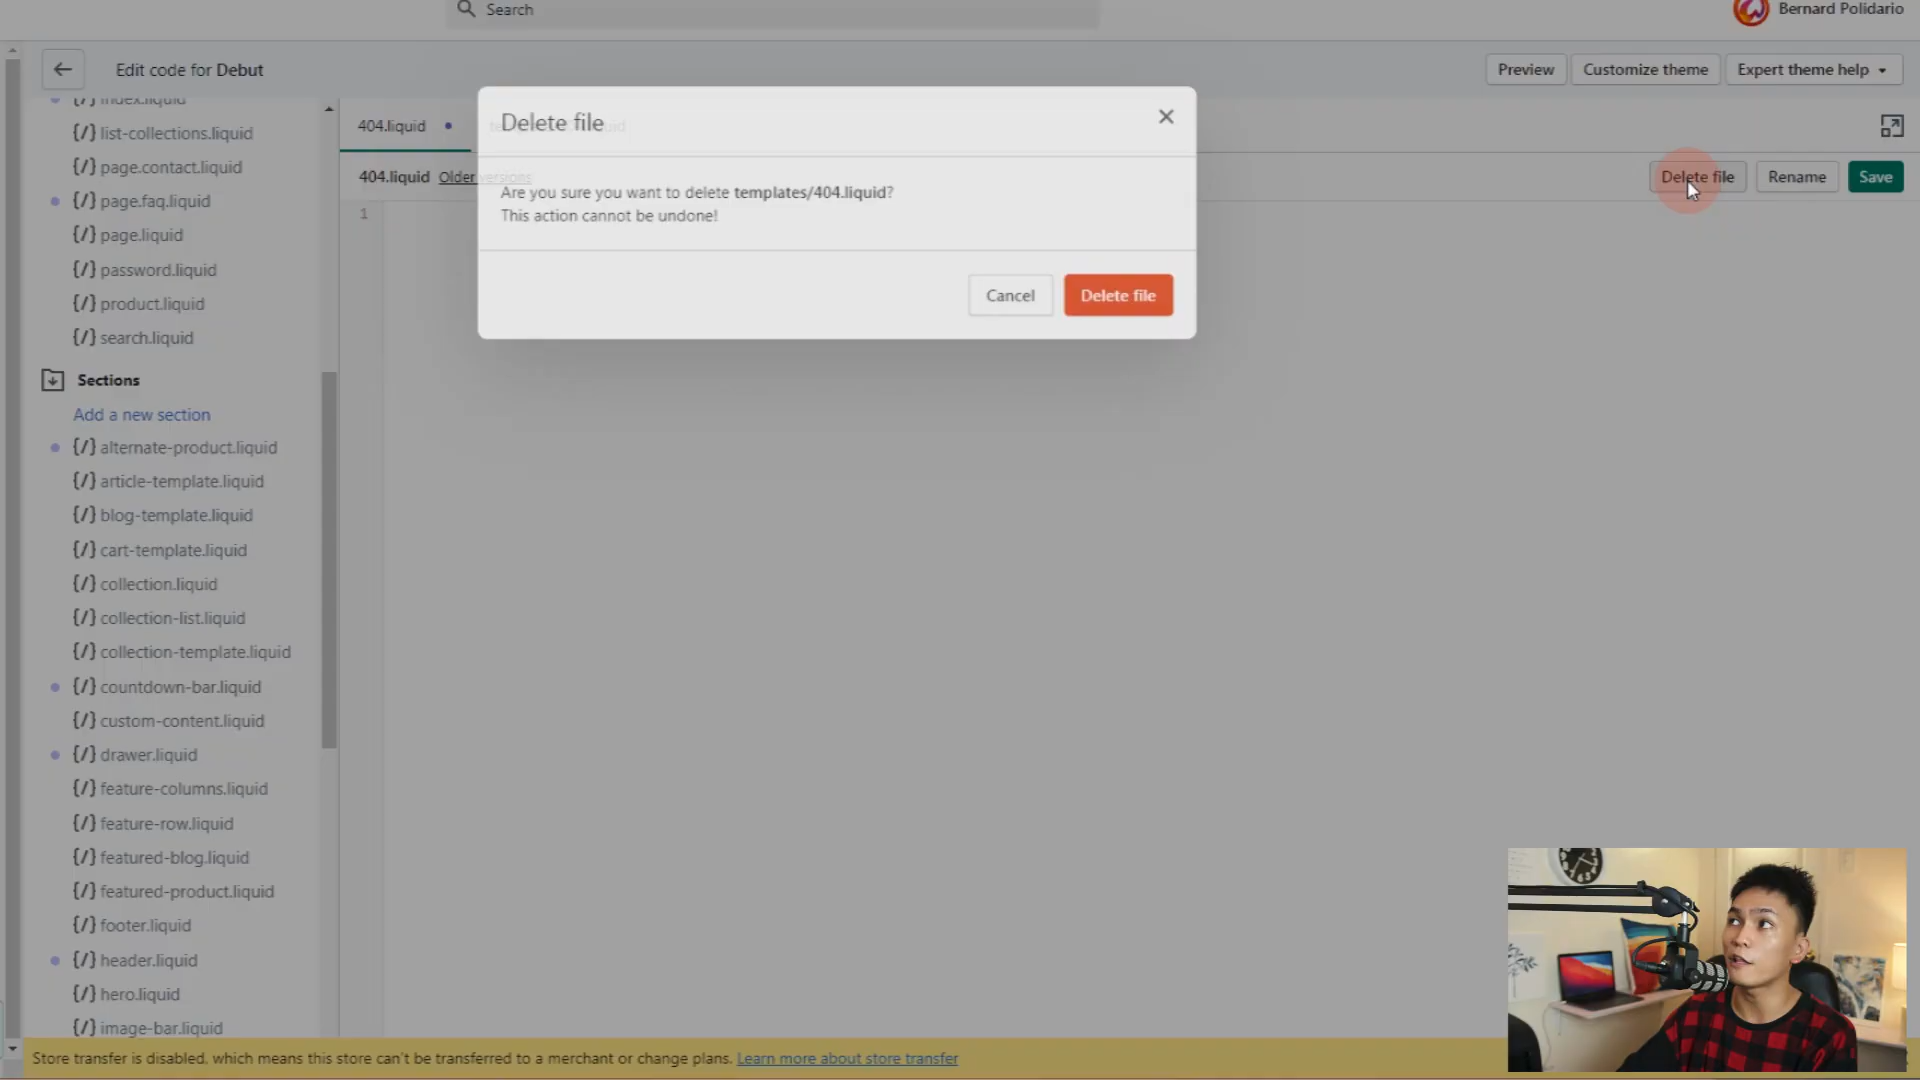 Search
Bernard Polidario
Edit code for Debut
Preview
Customize theme
Expert theme help
{/} index.liquid
{/} list-collections.liquid
{/} page.contact.liquid
{/} page.faq.liquid
{/} page.liquid
{/} password.liquid
{/} product.liquid
{/} search.liquid
Sections
Add a new section
{/} alternate-product.liquid
{/} article-template.liquid
{/} blog-template.liquid
{/} cart-template.liquid
{/} collection.liquid
{/} collection-list.liquid
{/} collection-template.liquid
{/} countdown-bar.liquid
{/} custom-content.liquid
{/} drawer.liquid
{/} feature-columns.liquid
{/} feature-row.liquid
{/} featured-blog.liquid
{/} featured-product.liquid
{/} footer.liquid
{/} header.liquid
{/} hero.liquid
{/} image-bar.liquid
404.liquid
404.liquid Older versions
Delete file
Rename
Save
1
Delete file
Are you sure you want to delete templates/404.liquid?
This action cannot be undone!
Cancel
Delete file
Store transfer is disabled, which means this store can't be transferred to a merchant or change plans. Learn more about store transfer